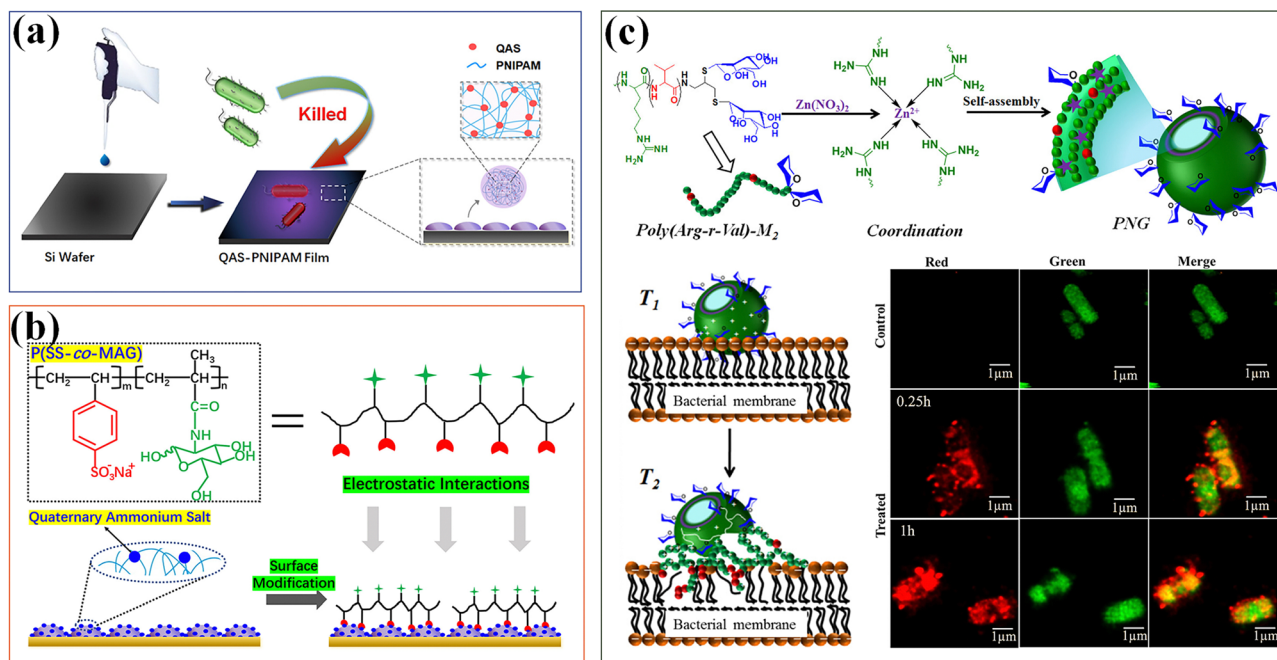 (a)
QAS
PNIPAM
Killed
Si Wafer
QAS-PNIPAM Film
(b)
P(SS-co-MAG)
CH₃
[CH₂ CH]m [CH₂ CH]n
C=O
NH
HO OH
OH
OH
SO₃⁻Na⁺
=
Electrostatic Interactions
Quaternary Ammonium Salt
Surface
Modification
(c)
Zn(NO₃)₂
Zn²⁺
Self-assembly
Poly(Arg-r-Val)-M₂
Coordination
PNG
T₁
Bacterial membrane
T₂
Bacterial membrane
Red Green Merge
Control
1μm 1μm 1μm
Treated
0.25h
1μm 1μm 1μm
1h
1μm 1μm 1μm